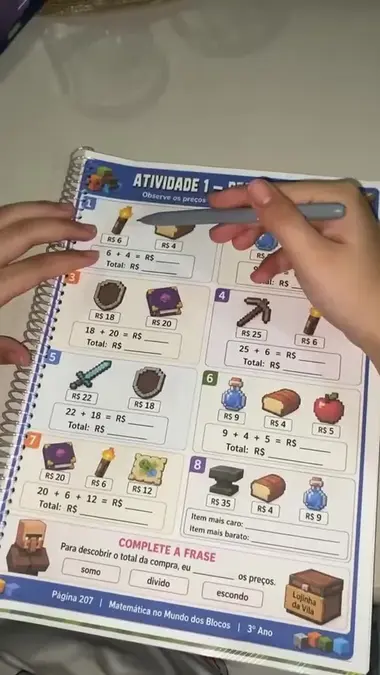 ATIVIDADE 1 –
Observe os preços
1
R$ 6
R$ 4
6 + 4 = R$
Total: R$
R$
3
R$ 18
R$ 20
18 + 20 = R$
Total: R$
4
R$ 25
R$ 6
25 + 6 = R$
Total: R$
5
R$ 22
R$ 18
22 + 18 = R$
Total: R$
6
R$ 9
R$ 4
R$ 5
9 + 4 + 5 = R$
Total: R$
7
R$ 20
R$ 6
R$ 12
20 + 6 + 12 = R$
Total: R$
8
R$ 35
R$ 4
R$ 9
Item mais caro:
Item mais barato:
COMPLETE A FRASE
Para descobrir o total da compra, eu ________ os preços.
somo
divido
escondo
Lojinha
da Vila
Página 207 | Matemática no Mundo dos Blocos | 3º Ano